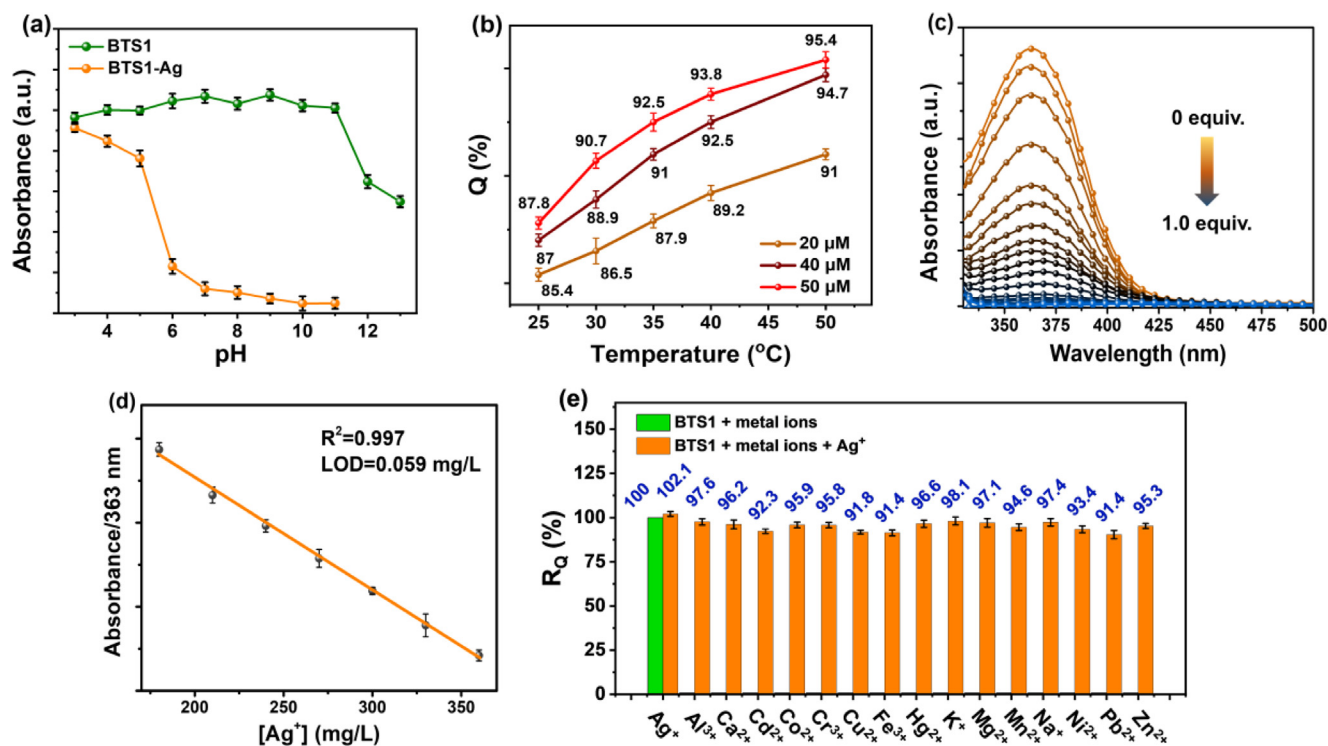 (a)
BTS1
BTS1-Ag
Absorbance (a.u.)
4 6 8 10 12
pH
(b)
95.4
93.8
94.7
92.5
90.7
92.5
91
91
87.8
88.9
89.2
87.9
87
86.5
85.4
20 µM
40 µM
50 µM
Q (%)
25 30 35 40 50
Temperature (°C)
(c)
0 equiv.
1.0 equiv.
Absorbance (a.u.)
350 375 400 425 450 475 500
Wavelength (nm)
(d)
R²=0.997
LOD=0.059 mg/L
Absorbance/363 nm
200 250 300 350
[Ag⁺] (mg/L)
(e)
BTS1 + metal ions
BTS1 + metal ions + Ag⁺
150
125
100
75
50
25
0
R_Q (%)
100 102.1 97.6 96.2 92.3 95.9 95.8 91.8 91.4 96.6 98.1 97.1 94.6 97.4 93.4 91.4 95.3
Ag⁺ Al³⁺ Ca²⁺ Cd²⁺ Co²⁺ Cr³⁺ Cu²⁺ Fe³⁺ Hg²⁺ K⁺ Mg²⁺ Mn²⁺ Na⁺ Ni²⁺ Pb²⁺ Zn²⁺